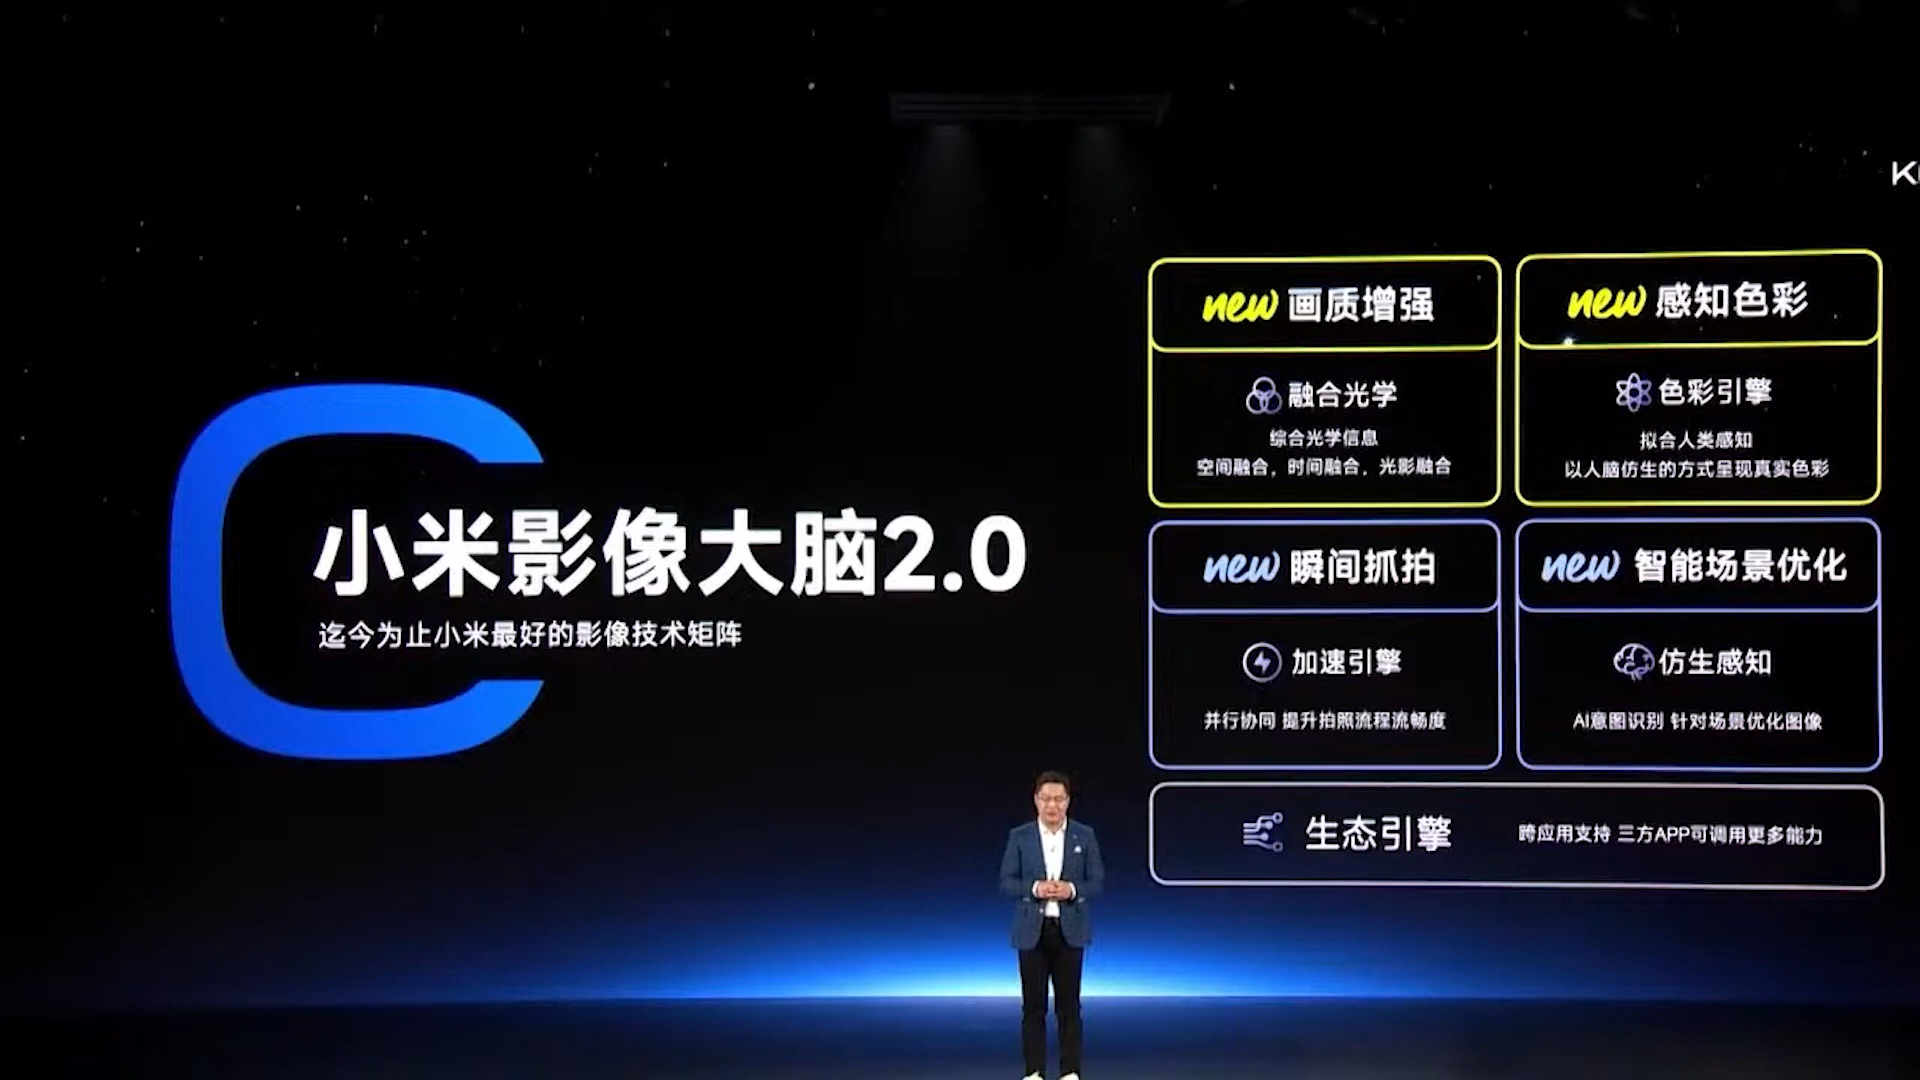 小米影像大脑2.0
迄今为止小米最好的影像技术矩阵
new 画质增强
融合光学
综合光学信息
空间融合，时间融合，光影融合
new 感知色彩
色彩引擎
拟合人类感知
以人脑仿生的方式呈现真实色彩
new 瞬间抓拍
加速引擎
并行协同 提升拍照流程流畅度
new 智能场景优化
仿生感知
AI意图识别 针对场景优化图像
生态引擎
跨应用支持 三方APP可调用更多能力